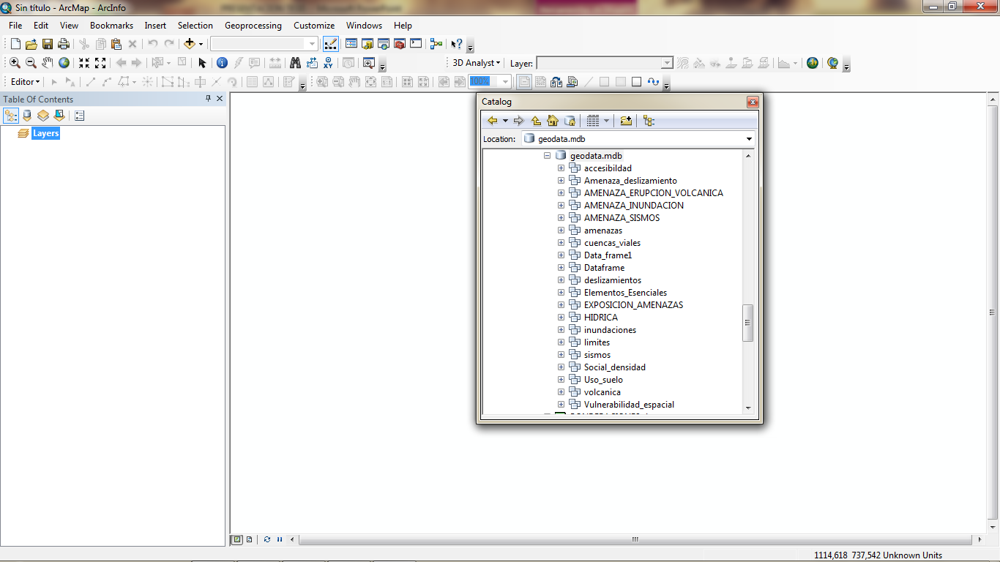 Sin título - ArcMap - ArcInfo
File Edit View Bookmarks Insert Selection Geoprocessing Customize Windows Help
3D Analyst Layer:
Editor 100%
Table Of Contents
Layers
Catalog
Location: geodata.mdb
geodata.mdb
accesibildad
Amenaza_deslizamiento
AMENAZA_ERUPCION_VOLCANICA
AMENAZA_INUNDACION
AMENAZA_SISMOS
amenazas
cuencas_viales
Data_frame1
Dataframe
deslizamientos
Elementos_Esenciales
EXPOSICION_AMENAZAS
HIDRICA
inundaciones
limites
sismos
Social_densidad
Uso_suelo
volcanica
Vulnerabilidad_espacial
1114,618 737,542 Unknown Units